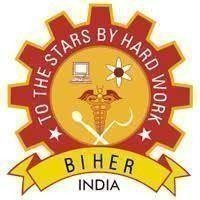 TO THE STARS BY HARD WORK
BIHER
INDIA